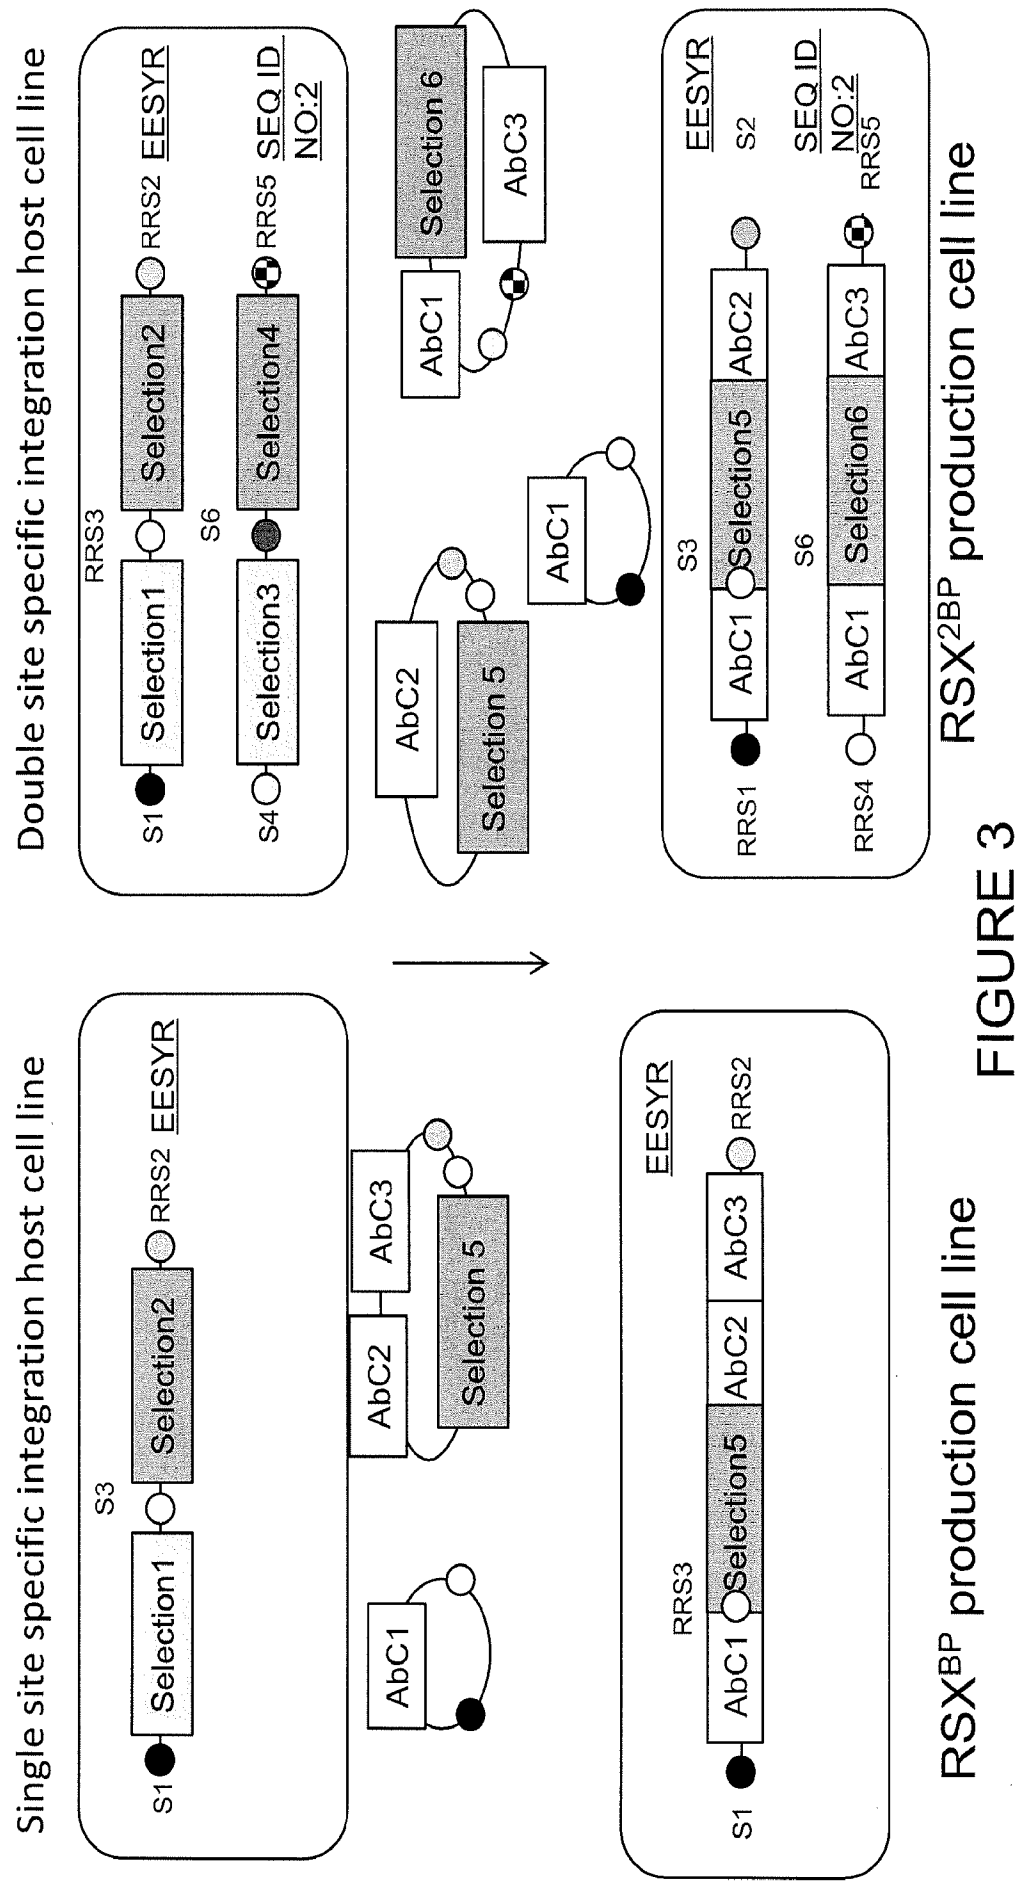 Single site specific integration host cell line
S3
S1
Selection1
Selection2
RRS2
EESYR
AbC1
AbC2
AbC3
Selection 5
RRS3
EESYR
S1
AbC1
Selection5
AbC2
AbC3
RRS2
RSX^BP production cell line
Double site specific integration host cell line
RRS3
S1
Selection1
Selection2
RRS2
EESYR
S6
S4
Selection3
Selection4
RRS5
SEQ ID
NO:2
AbC2
Selection 5
AbC1
AbC1
Selection 6
AbC3
S3
EESYR
RRS1
AbC1
Selection5
AbC2
S2
S6
SEQ ID
NO:2
RRS4
AbC1
Selection6
AbC3
RRS5
RSX^2BP production cell line
FIGURE 3